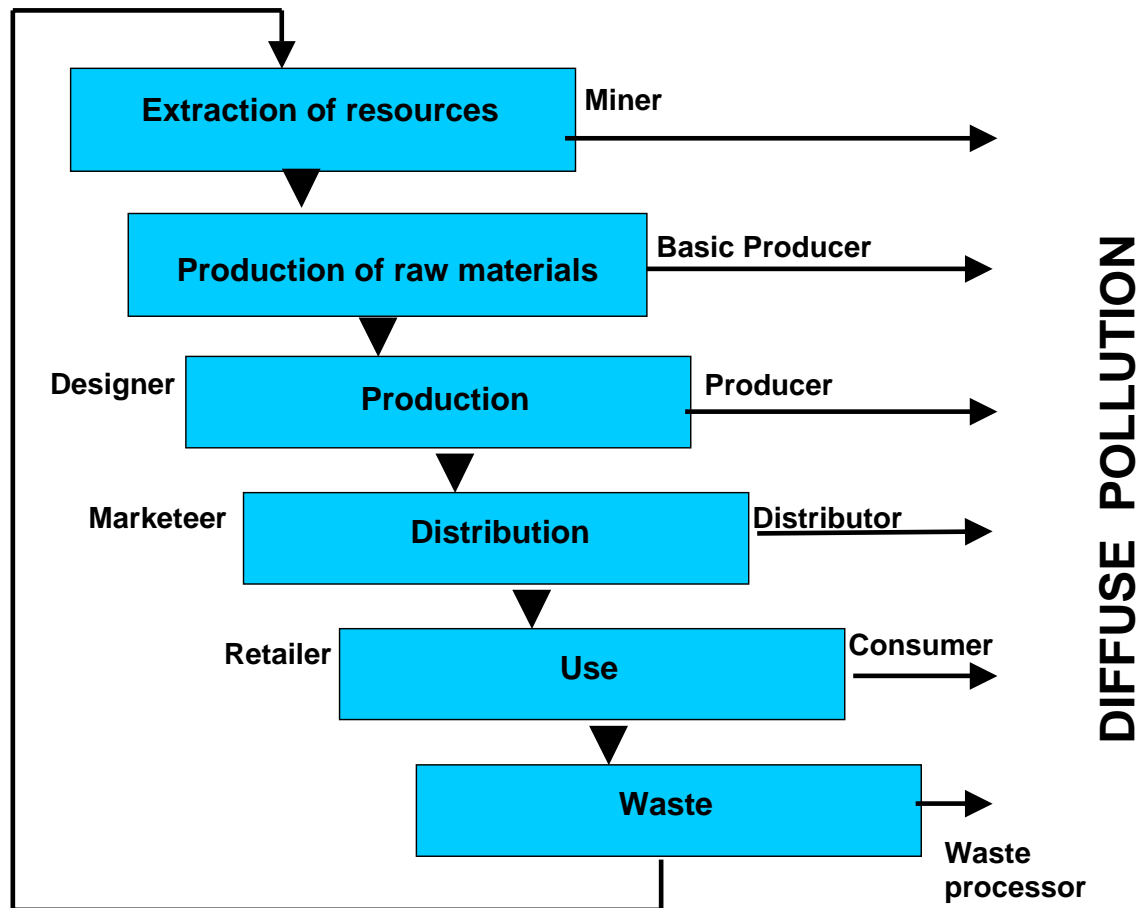 Extraction of resources
Miner
Production of raw materials
Basic Producer
Designer
Production
Producer
Marketeer
Distribution
Distributor
Retailer
Use
Consumer
Waste
Waste
processor
DIFFUSE POLLUTION